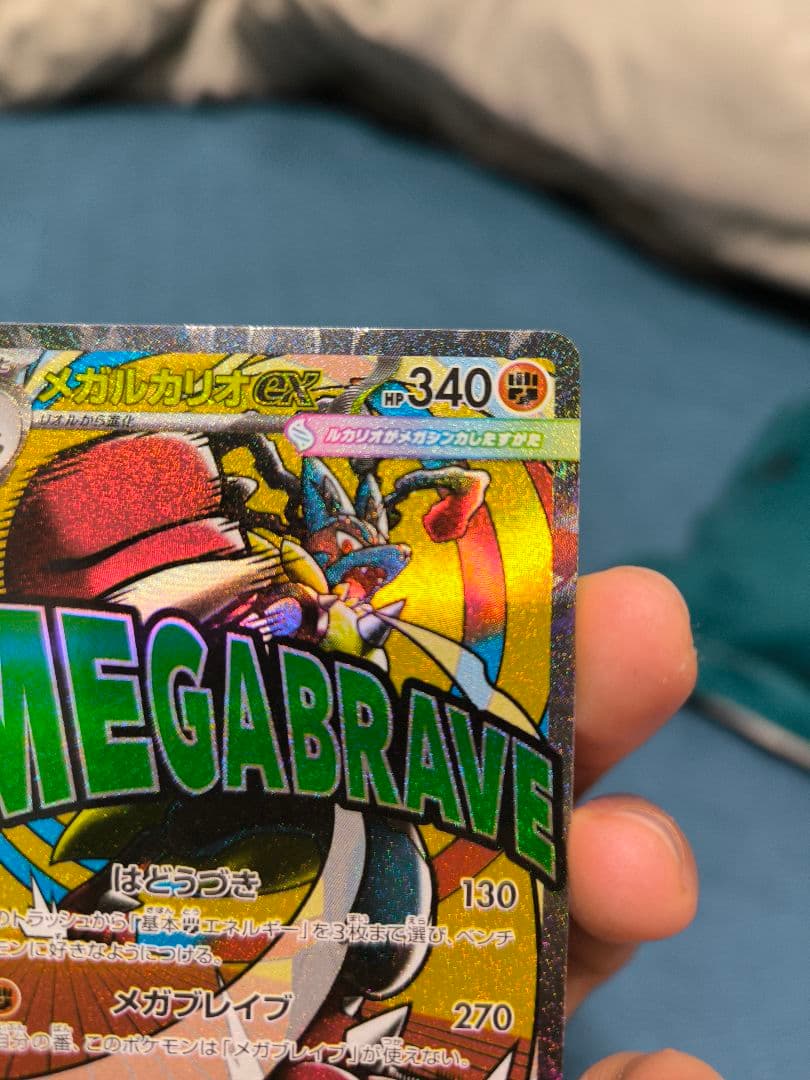 メガルカリオex HP340
リオルから進化
ルカリオがメガシンカしたすがた
MEGABRAVE
はどうづき 130
のトラッシュから「基本エネルギー」を3枚まで選び、ベンチ
モンに好きなようにつける。
メガブレイブ 270
自分の番、このポケモンは「メガブレイブ」が使えない。